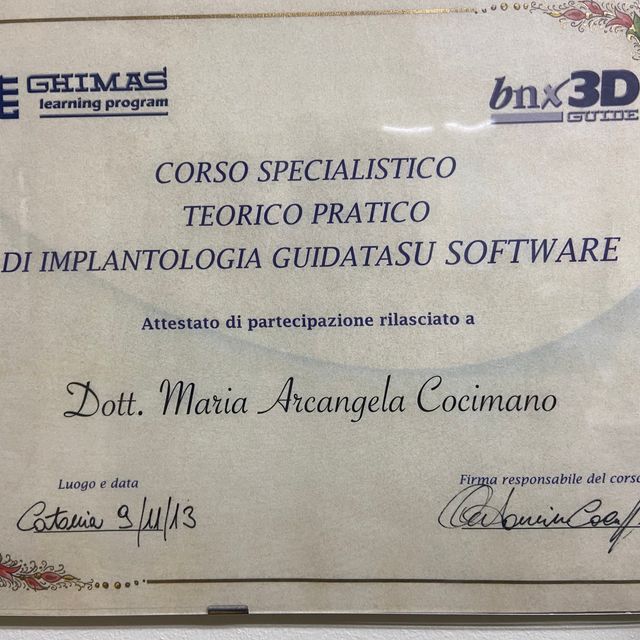 GHIMAS
learning program
bnx3D
GUIDE
CORSO SPECIALISTICO
TEORICO PRATICO
DI IMPLANTOLOGIA GUIDATASU SOFTWARE
Attestato di partecipazione rilasciato a
Dott. Maria Arcangela Cocimano
Luogo e data
Firma responsabile del corso
Catania 9/11/13